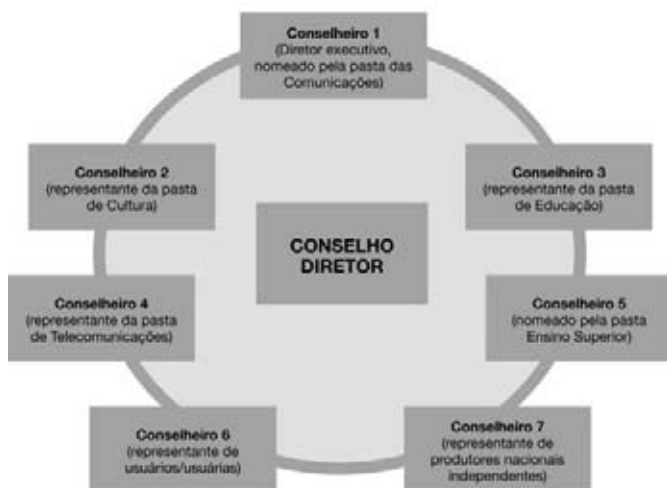 Conselheiro 1
(Diretor executivo,
nomeado pela pasta das
Comunicações)
Conselheiro 2
(representante da pasta
de Cultura)
Conselheiro 3
(representante da pasta
de Educação)
CONSELHO
DIRETOR
Conselheiro 4
(representante da pasta
de Telecomunicações)
Conselheiro 5
(nomeado pela pasta
Ensino Superior)
Conselheiro 6
(representante de
usuários/usuárias)
Conselheiro 7
(representante de
produtores nacionais
independentes)